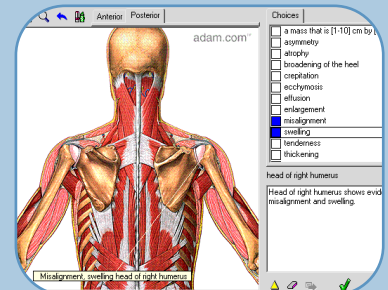 Anterior Posterior
Choices
adam.com
a mass that is [1-10] cm by [
asymmetry
atrophy
broadening of the heel
crepitation
ecchymosis
effusion
enlargement
misalignment
swelling
tenderness
thickening
head of right humerus
Head of right humerus shows evid
misalignment and swelling.
Misalignment, swelling head of right humerus